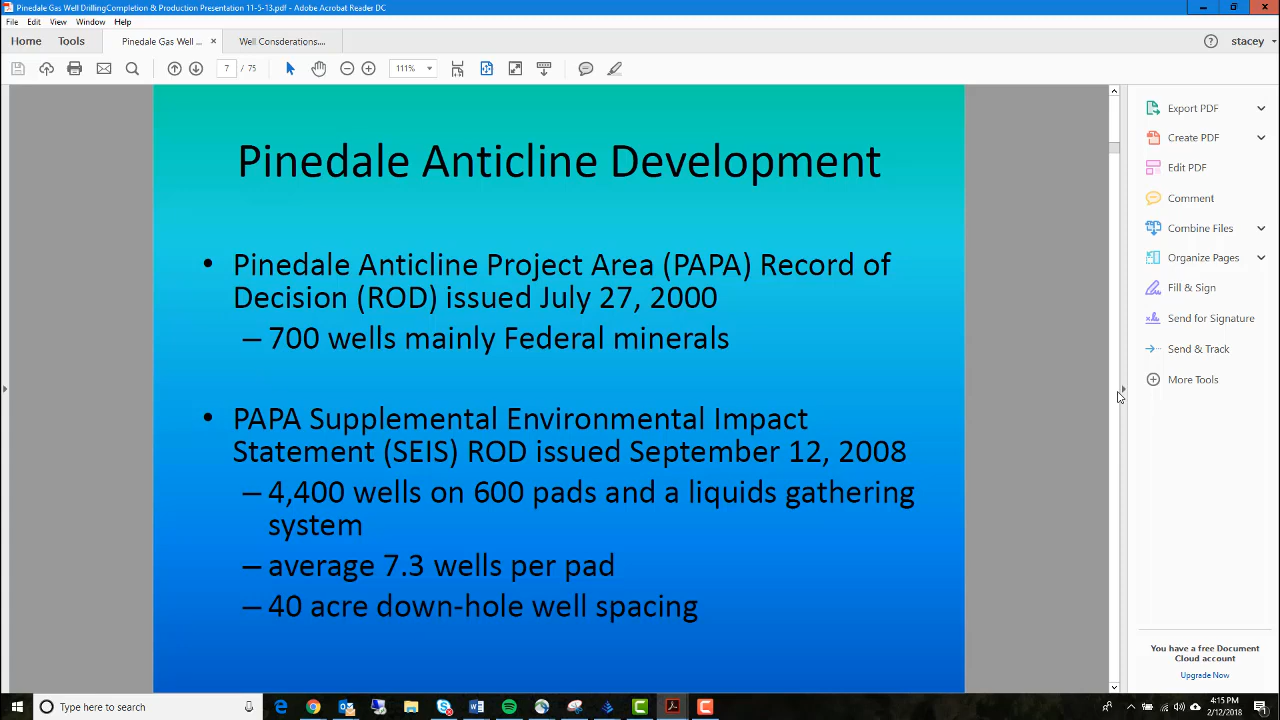 Pinedale Gas Well DrillingCompletion & Production Presentation 11-5-13.pdf - Adobe Acrobat Reader DC
File Edit View Window Help
Home Tools Pinedale Gas Well ... × Well Considerations.... stacey
7 / 75 111%
Pinedale Anticline Development
• Pinedale Anticline Project Area (PAPA) Record of
Decision (ROD) issued July 27, 2000
– 700 wells mainly Federal minerals
• PAPA Supplemental Environmental Impact
Statement (SEIS) ROD issued September 12, 2008
– 4,400 wells on 600 pads and a liquids gathering
system
– average 7.3 wells per pad
– 40 acre down-hole well spacing
Export PDF
Create PDF
Edit PDF
Comment
Combine Files
Organize Pages
Fill & Sign
Send for Signature
Send & Track
More Tools
You have a free Document
Cloud account
Upgrade Now
Type here to search
4:15 PM
2/12/2018